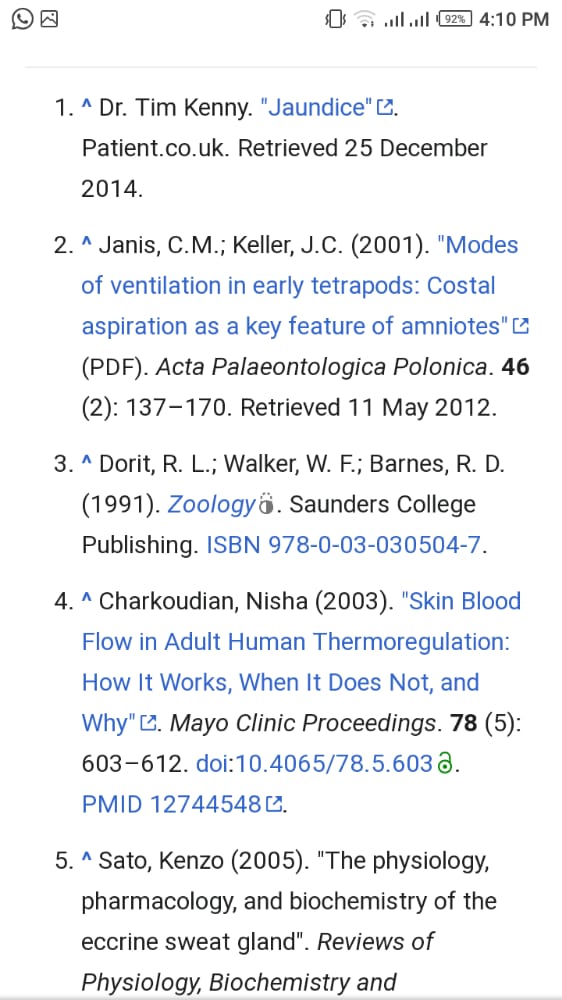 92% 4:10 PM
1. ^ Dr. Tim Kenny. "Jaundice".
Patient.co.uk. Retrieved 25 December
2014.
2. ^ Janis, C.M.; Keller, J.C. (2001). "Modes
of ventilation in early tetrapods: Costal
aspiration as a key feature of amniotes"
(PDF). Acta Palaeontologica Polonica. 46
(2): 137–170. Retrieved 11 May 2012.
3. ^ Dorit, R. L.; Walker, W. F.; Barnes, R. D.
(1991). Zoology. Saunders College
Publishing. ISBN 978-0-03-030504-7.
4. ^ Charkoudian, Nisha (2003). "Skin Blood
Flow in Adult Human Thermoregulation:
How It Works, When It Does Not, and
Why". Mayo Clinic Proceedings. 78 (5):
603–612. doi:10.4065/78.5.603.
PMID 12744548.
5. ^ Sato, Kenzo (2005). "The physiology,
pharmacology, and biochemistry of the
eccrine sweat gland". Reviews of
Physiology, Biochemistry and